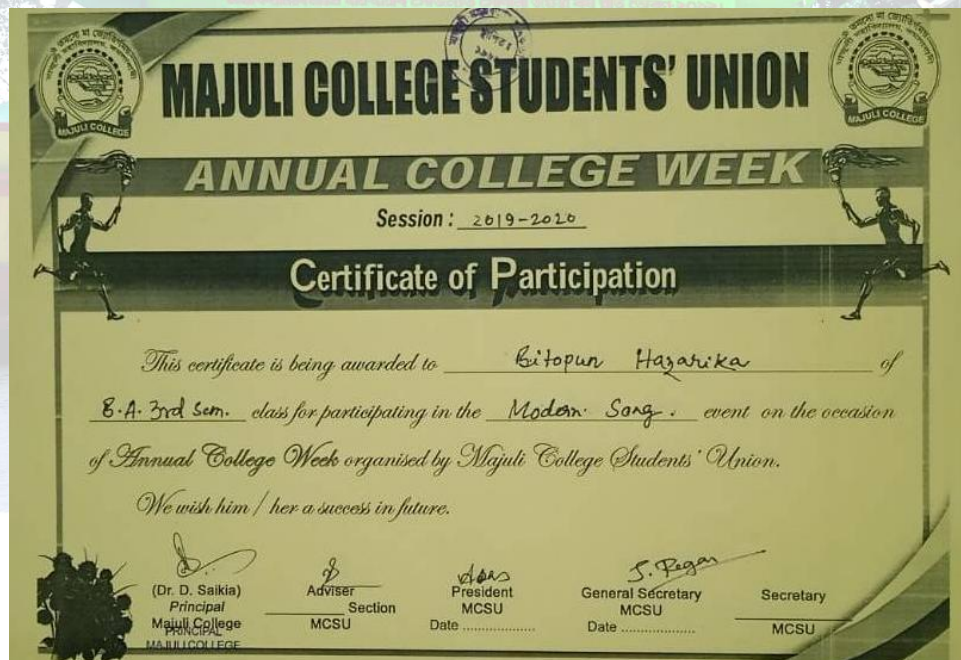 MAJULI COLLEGE
MAJULI COLLEGE
MAJULI COLLEGE STUDENTS' UNION
ANNUAL COLLEGE WEEK
Session : 2019-2020
Certificate of Participation
This certificate is being awarded to Bitopun Hazarika of
B.A. 3rd Sem. class for participating in the Modern Song. event on the occasion
of Annual College Week organised by Majuli College Students' Union.
We wish him / her a success in future.
(Dr. D. Saikia) Adviser President General Secretary Secretary
Principal Section MCSU MCSU
Majuli College MCSU Date .................. Date .................. MCSU
PRINCIPAL
MAJULI COLLEGE